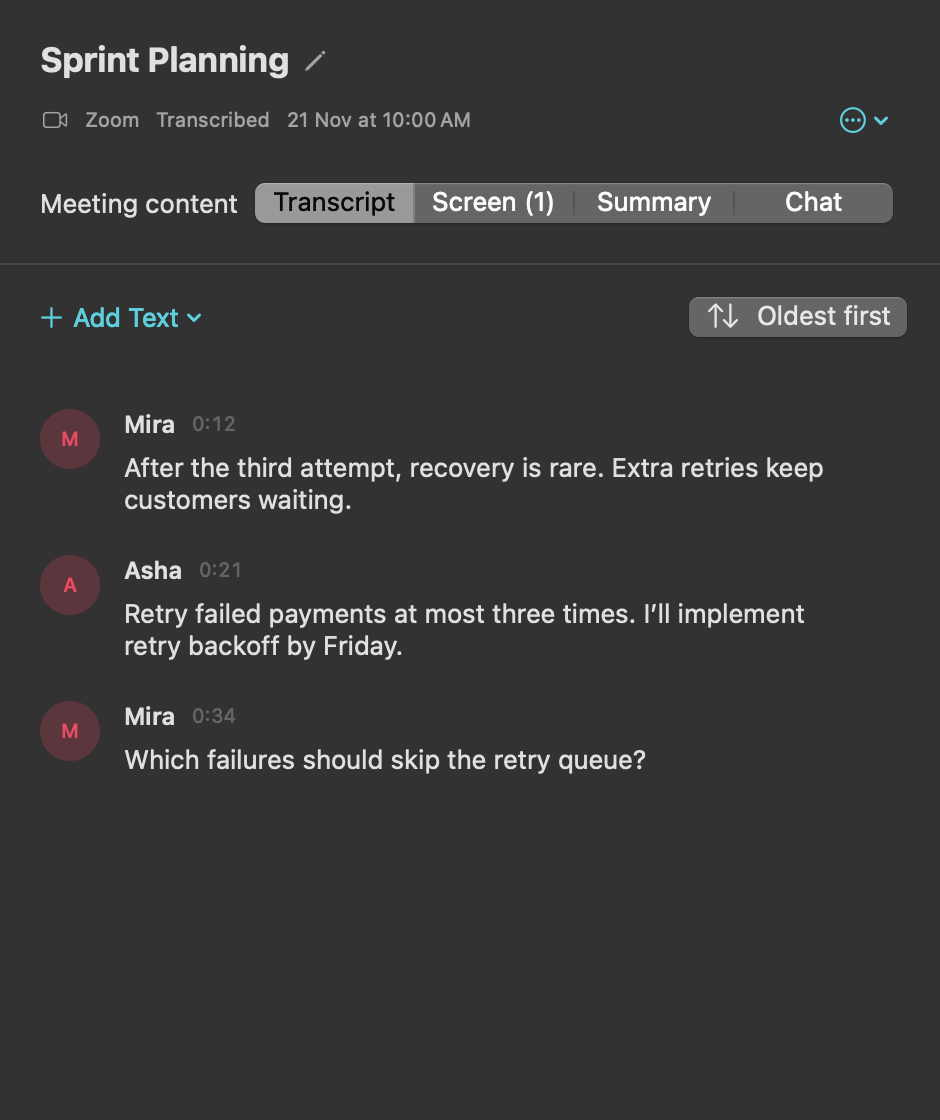 Sprint Planning
Zoom Transcribed 21 Nov at 10:00 AM
Meeting content Transcript Screen (1) Summary Chat
+ Add Text
Oldest first
M
Mira 0:12
After the third attempt, recovery is rare. Extra retries keep
customers waiting.
A
Asha 0:21
Retry failed payments at most three times. I’ll implement
retry backoff by Friday.
M
Mira 0:34
Which failures should skip the retry queue?